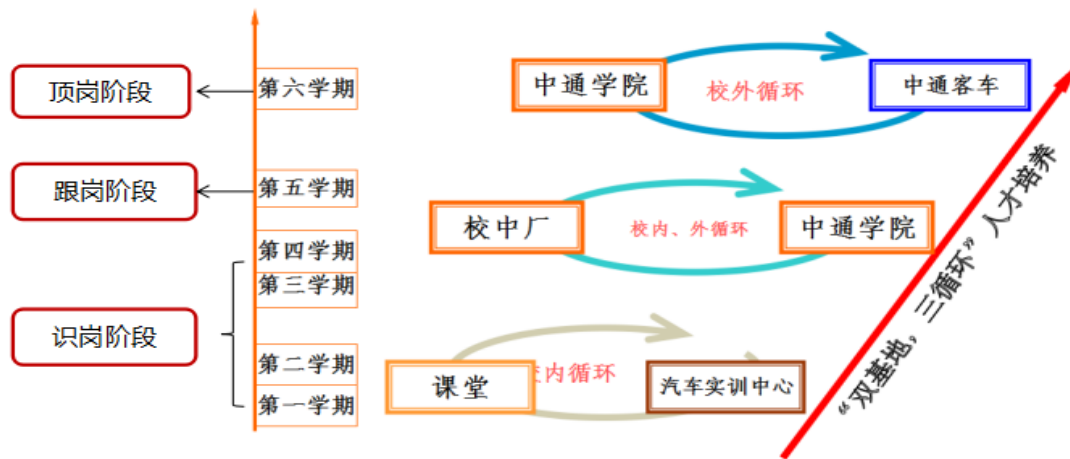 顶岗阶段
第六学期
中通学院
校外循环
中通客车
跟岗阶段
第五学期
校中厂
校内、外循环
中通学院
第四学期
第三学期
识岗阶段
第二学期
第一学期
课堂
校内循环
汽车实训中心
“双基地，三循环”人才培养